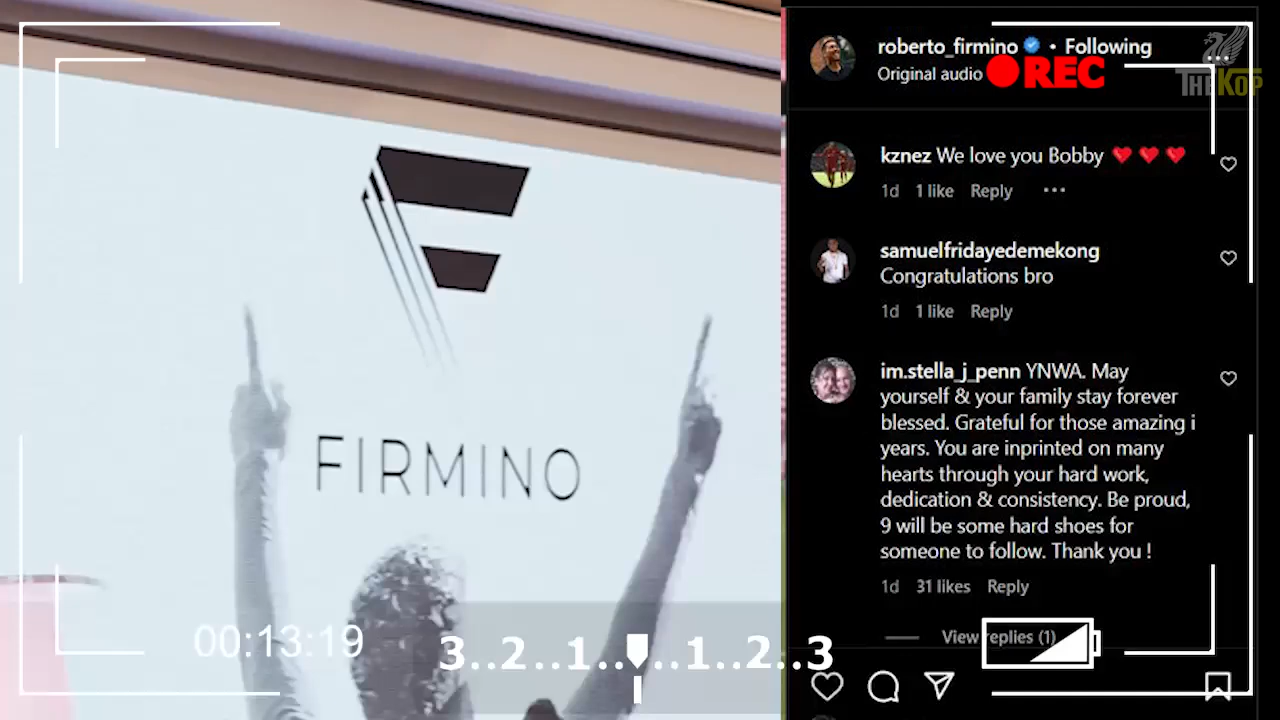 FIRMINO
00:13:19
3..2..1....1..2..3
roberto_firmino • Following
Original audio
REC
THEKOP
kznez We love you Bobby ❤️ ❤️ ❤️
1d 1 like Reply •••
samuelfridayedemekong
Congratulations bro
1d 1 like Reply
im.stella_j_penn YNWA. May
yourself & your family stay forever
blessed. Grateful for those amazing i
years. You are inprinted on many
hearts through your hard work,
dedication & consistency. Be proud,
9 will be some hard shoes for
someone to follow. Thank you !
1d 31 likes Reply
View replies (1)